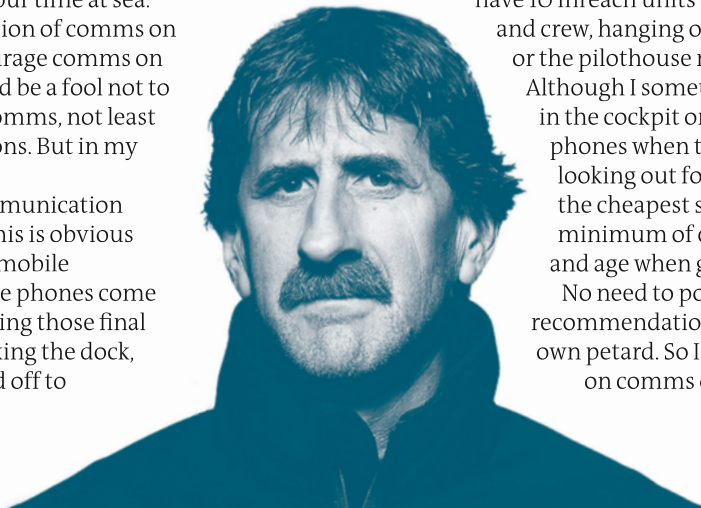 our time at sea.
ion of comms on
urage comms on
d be a fool not to
omms, not least
ons. But in my
munication
his is obvious
mobile
e phones come
ing those final
king the dock,
d off to
have 10 inreach units
and crew, hanging o
or the pilothouse r
Although I somet
in the cockpit or
phones when t
looking out fo
the cheapest s
minimum of c
and age when g
No need to po
recommendatio
own petard. So I
on comms